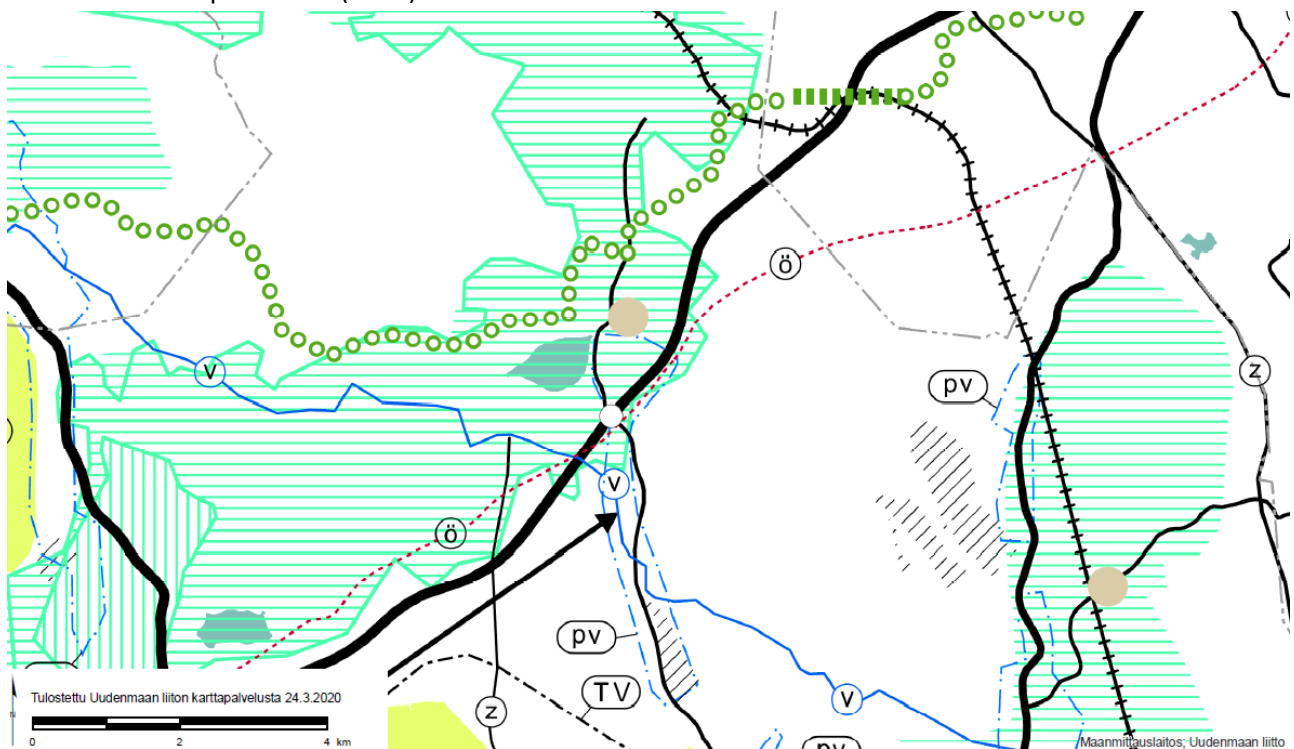 ö
v
pv
z
v
ö
pv
TV
z
v
pv
Tulostettu Uudenmaan liiton karttapalvelusta 24.3.2020
0 2 4 km
N
Maanmittauslaitos; Uudenmaan liitto